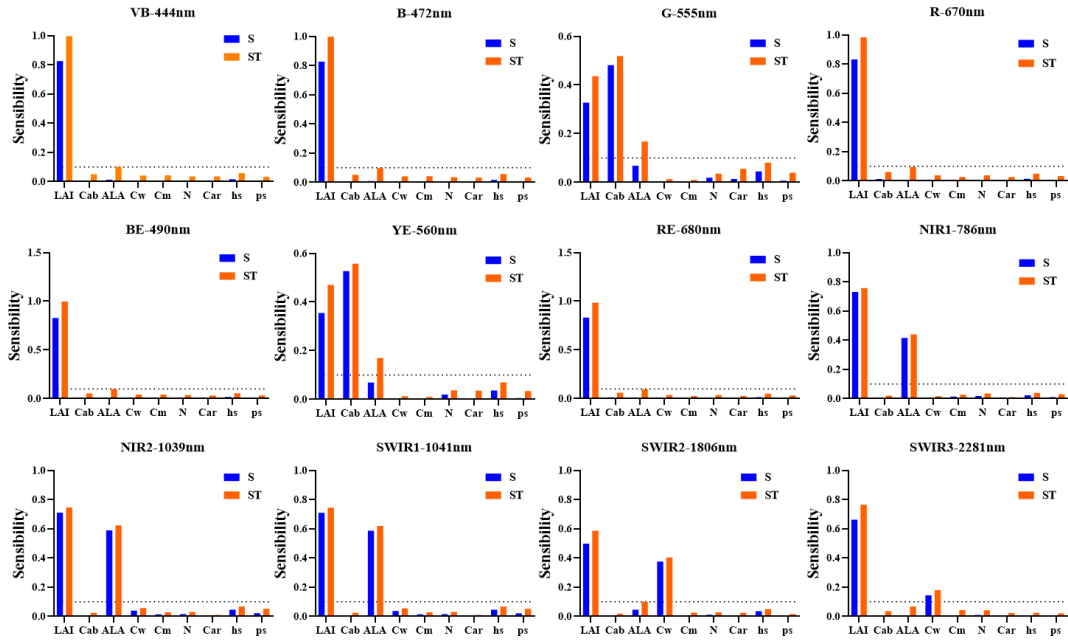 VB-444nm
Sensibility
1.0
0.8
0.6
0.4
0.2
0.0
S
ST
LAI Cab ALA Cw Cm N Car hs ps
B-472nm
Sensibility
1.0
0.8
0.6
0.4
0.2
0.0
S
ST
LAI Cab ALA Cw Cm N Car hs ps
G-555nm
Sensibility
0.6
0.4
0.2
0.0
S
ST
LAI Cab ALA Cw Cm N Car hs ps
R-670nm
Sensibility
1.0
0.8
0.6
0.4
0.2
0.0
S
ST
LAI Cab ALA Cw Cm N Car hs ps
BE-490nm
Sensibility
1.5
1.0
0.5
0.0
S
ST
LAI Cab ALA Cw Cm N Car hs ps
YE-560nm
Sensibility
0.6
0.4
0.2
0.0
S
ST
LAI Cab ALA Cw Cm N Car hs ps
RE-680nm
Sensibility
1.5
1.0
0.5
0.0
S
ST
LAI Cab ALA Cw Cm N Car hs ps
NIR1-786nm
Sensibility
1.0
0.8
0.6
0.4
0.2
0.0
S
ST
LAI Cab ALA Cw Cm N Car hs ps
NIR2-1039nm
Sensibility
1.0
0.8
0.6
0.4
0.2
0.0
S
ST
LAI Cab ALA Cw Cm N Car hs ps
SWIR1-1041nm
Sensibility
1.0
0.8
0.6
0.4
0.2
0.0
S
ST
LAI Cab ALA Cw Cm N Car hs ps
SWIR2-1806nm
Sensibility
1.0
0.8
0.6
0.4
0.2
0.0
S
ST
LAI Cab ALA Cw Cm N Car hs ps
SWIR3-2281nm
Sensibility
1.0
0.8
0.6
0.4
0.2
0.0
S
ST
LAI Cab ALA Cw Cm N Car hs ps